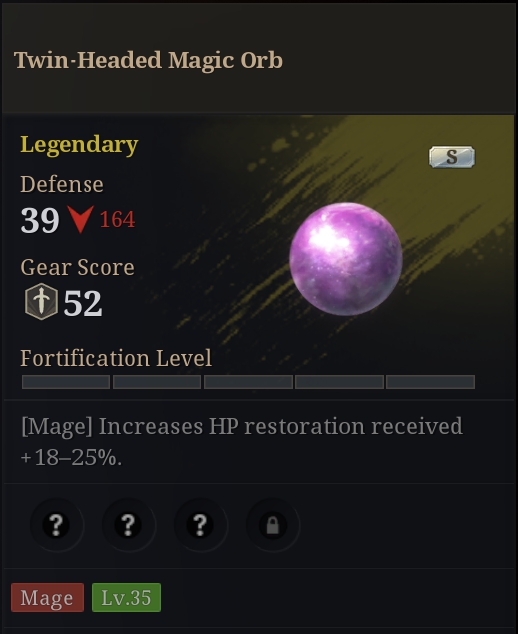 Twin-Headed Magic Orb
Legendary
S
Defense
39 164
Gear Score
52
Fortification Level
[Mage] Increases HP restoration received
+18–25%.
? ? ?
Mage Lv.35